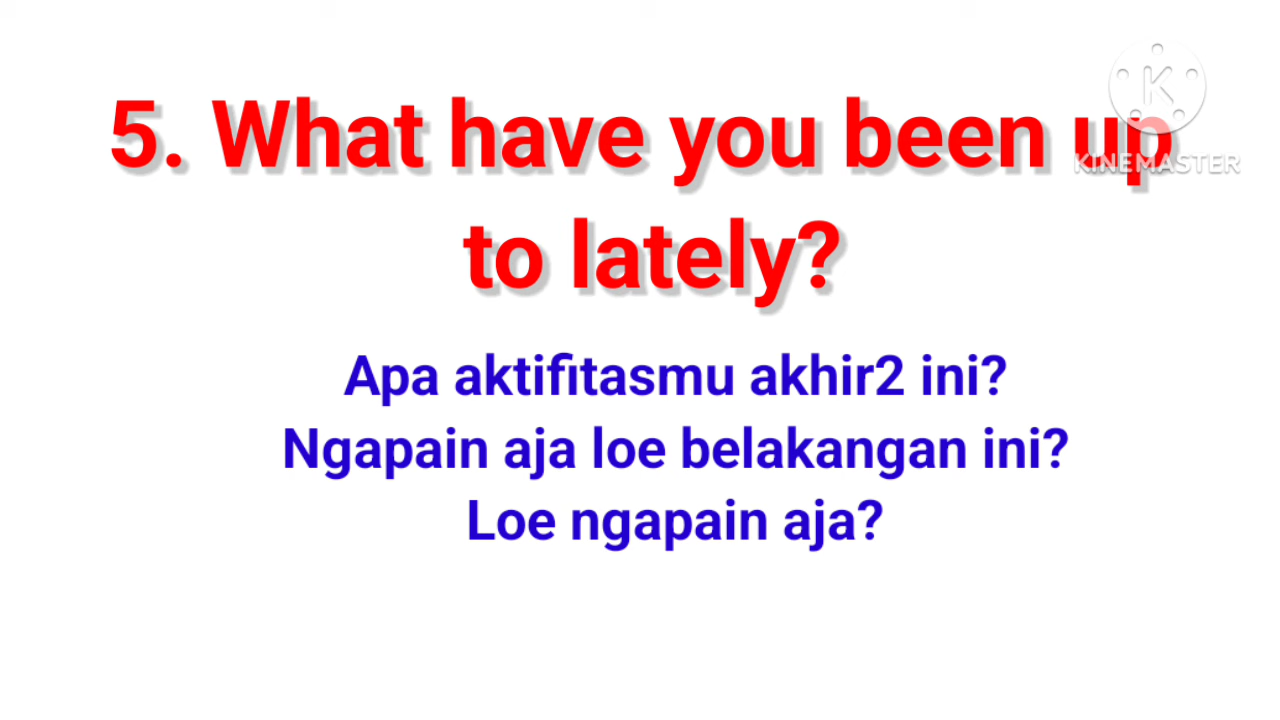 5. What have you been up
KINEMASTER
to lately?
Apa aktifitasmu akhir2 ini?
Ngapain aja loe belakangan ini?
Loe ngapain aja?